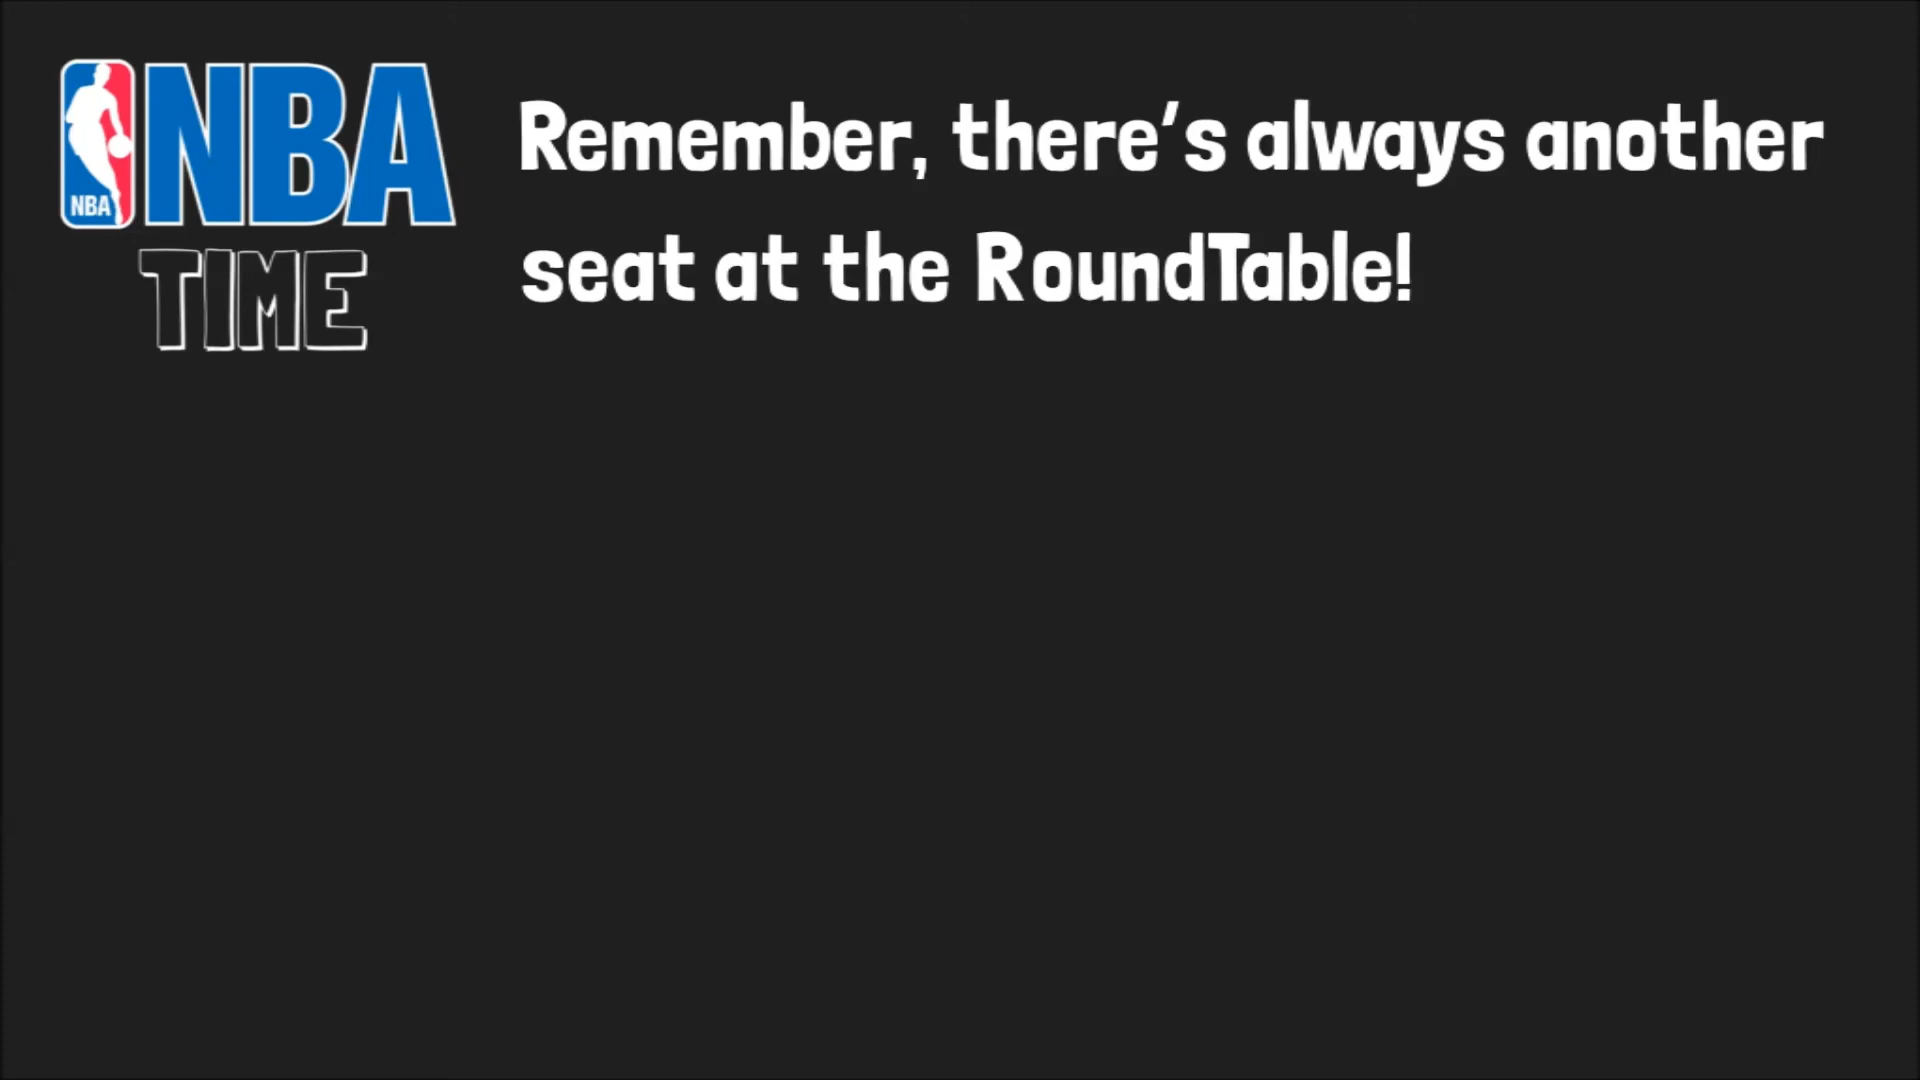 NBA
NBA
TIME
Remember, there's always another
seat at the RoundTable!